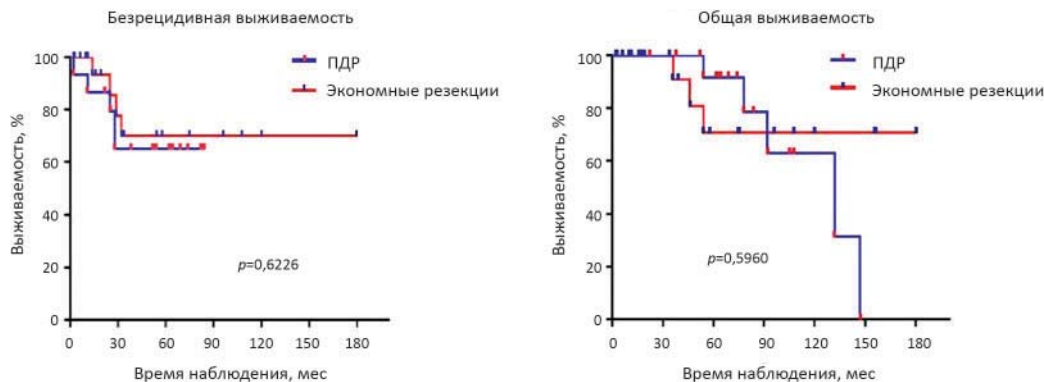 Безрецидивная выживаемость
100
80
60
40
20
0
Выживаемость, %
ПДР
Экономные резекции
p=0,6226
0 30 60 90 120 150 180
Время наблюдения, мес
Общая выживаемость
100
80
60
40
20
0
Выживаемость, %
ПДР
Экономные резекции
p=0,5960
0 30 60 90 120 150 180
Время наблюдения, мес